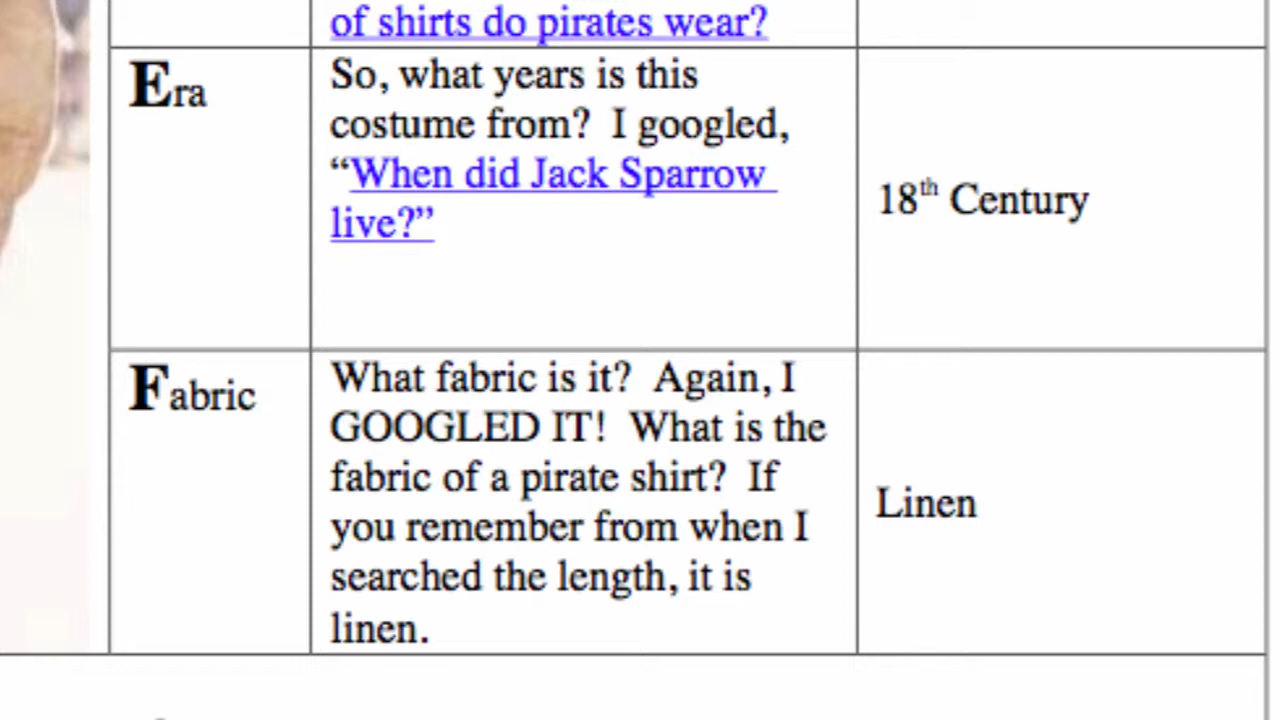 of shirts do pirates wear?
Era
So, what years is this
costume from?  I googled,
“When did Jack Sparrow
live?”
18th Century
Fabric
What fabric is it?  Again, I
GOOGLED IT!  What is the
fabric of a pirate shirt?  If
you remember from when I
searched the length, it is
linen.
Linen